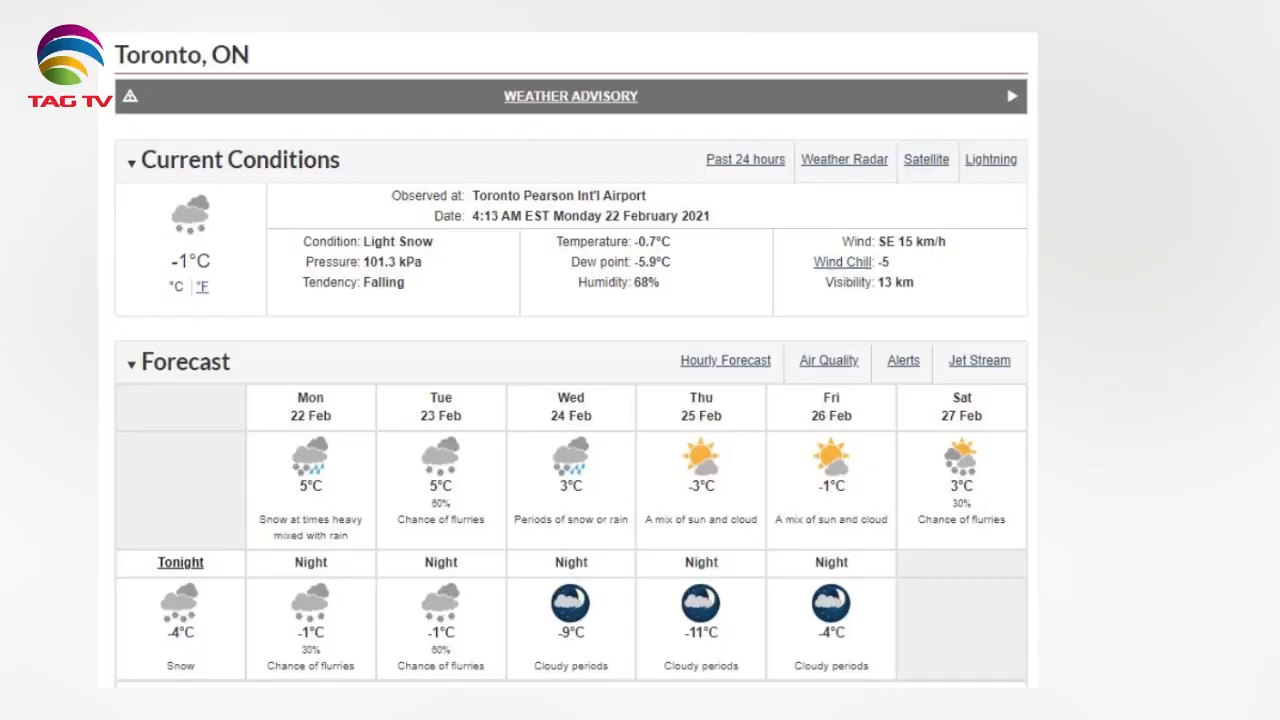 TAG TV
Toronto, ON
WEATHER ADVISORY
Current Conditions
Past 24 hours
Weather Radar
Satellite
Lightning
-1°C
°C
°F
Observed at: Toronto Pearson Int'l Airport
Date: 4:13 AM EST Monday 22 February 2021
Condition: Light Snow
Pressure: 101.3 kPa
Tendency: Falling
Temperature: -0.7°C
Dew point: -5.9°C
Humidity: 68%
Wind: SE 15 km/h
Wind Chill: -5
Visibility: 13 km
Forecast
Hourly Forecast
Air Quality
Alerts
Jet Stream
Mon
22 Feb
Tue
23 Feb
Wed
24 Feb
Thu
25 Feb
Fri
26 Feb
Sat
27 Feb
5°C
Snow at times heavy
mixed with rain
5°C
60%
Chance of flurries
3°C
Periods of snow or rain
-3°C
A mix of sun and cloud
-1°C
A mix of sun and cloud
3°C
30%
Chance of flurries
Tonight
Night
Night
Night
Night
Night
-4°C
Snow
-1°C
30%
Chance of flurries
-1°C
60%
Chance of flurries
-9°C
Cloudy periods
-11°C
Cloudy periods
-4°C
Cloudy periods